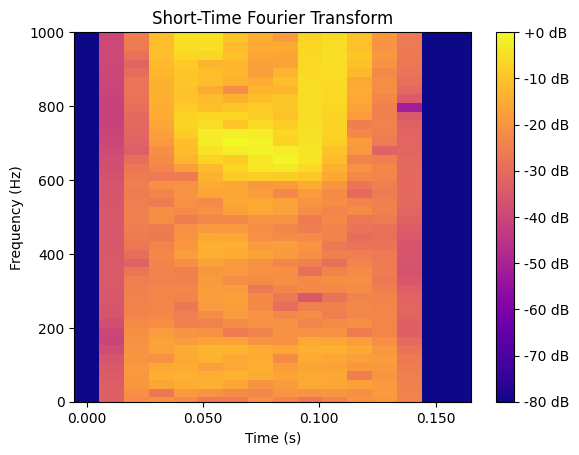 Short-Time Fourier Transform
1000
800
600
400
200
0
Frequency (Hz)
0.000
0.050
0.100
0.150
Time (s)
+0 dB
-10 dB
-20 dB
-30 dB
-40 dB
-50 dB
-60 dB
-70 dB
-80 dB